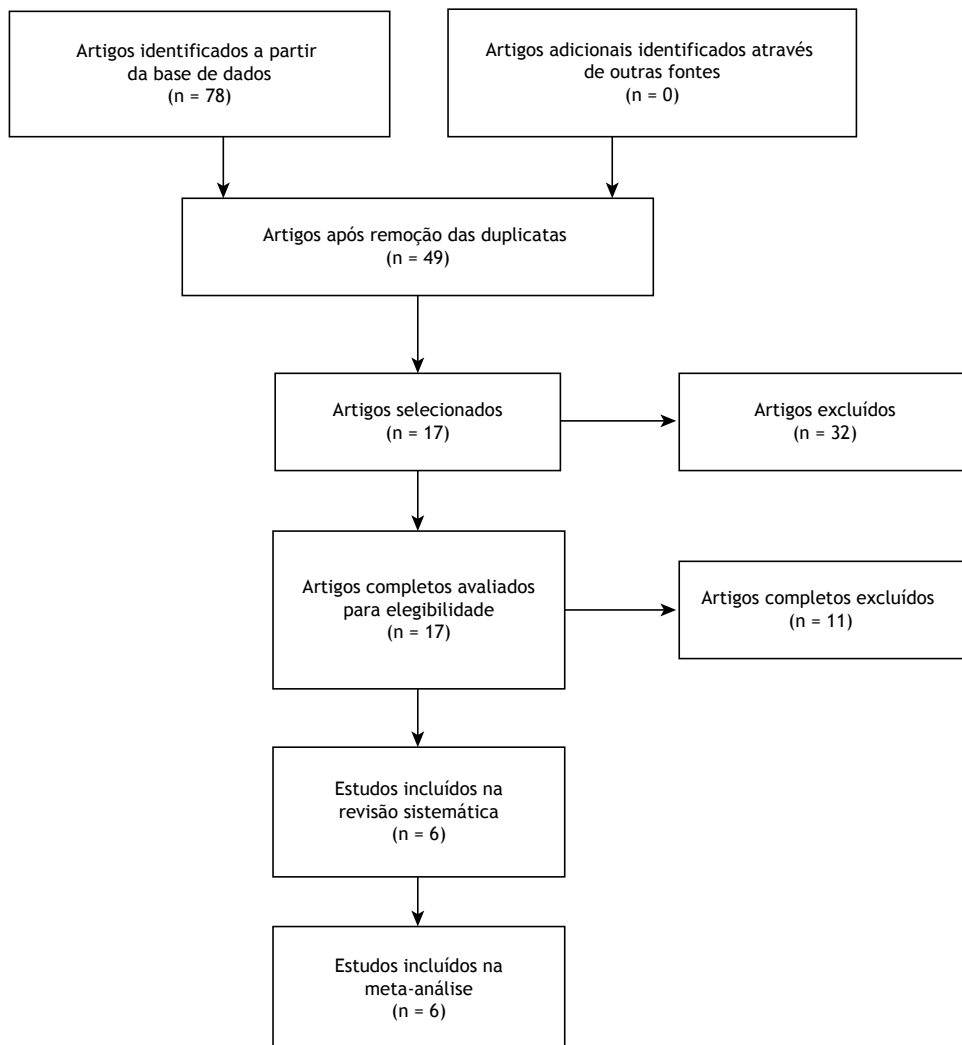 Artigos identificados a partir
da base de dados
(n = 78)
Artigos adicionais identificados através
de outras fontes
(n = 0)
Artigos após remoção das duplicatas
(n = 49)
Artigos selecionados
(n = 17)
Artigos excluídos
(n = 32)
Artigos completos avaliados
para elegibilidade
(n = 17)
Artigos completos excluídos
(n = 11)
Estudos incluídos na
revisão sistemática
(n = 6)
Estudos incluídos na
meta-análise
(n = 6)